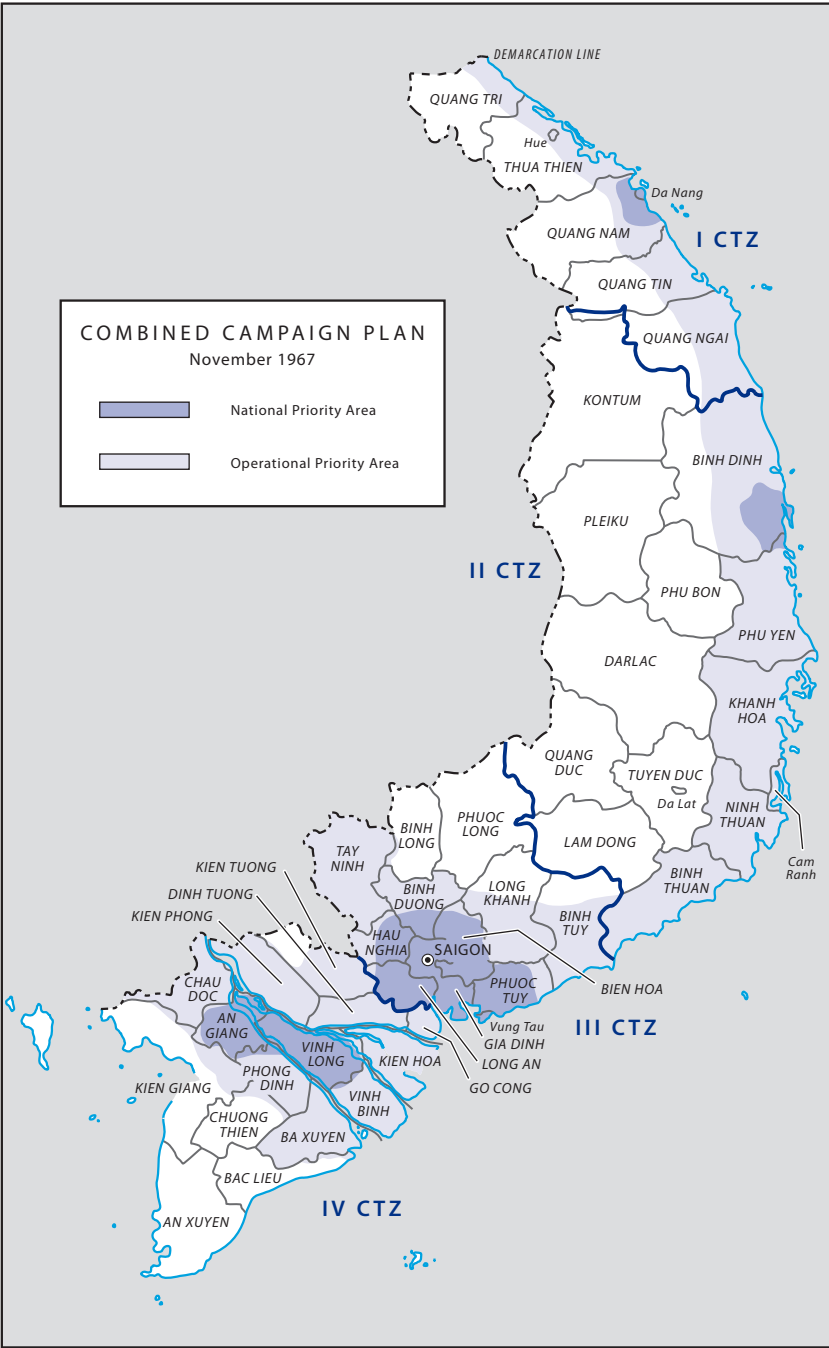 DEMARCATION LINE
QUANG TRI
Hue
THUA THIEN
Da Nang
I CTZ
QUANG NAM
QUANG TIN
QUANG NGAI
COMBINED CAMPAIGN PLAN
November 1967
National Priority Area
Operational Priority Area
KONTUM
BINH DINH
PLEIKU
II CTZ
PHU BON
PHU YEN
DARLAC
KHANH
HOA
QUANG
DUC
TUYEN DUC
Da Lat
NINH
THUAN
Cam
Ranh
PHUOC
LONG
BINH
LONG
LAM DONG
TAY
NINH
BINH
THUAN
KIEN TUONG
DINH TUONG
KIEN PHONG
BINH
DUONG
LONG
KHANH
BINH
TUY
HAU
NGHIA
SAIGON
PHUOC
TUY
BIEN HOA
CHAU
DOC
AN
GIANG
VINH
LONG
Vung Tau
GIA DINH
III CTZ
LONG AN
GO CONG
KIEN HOA
PHONG
DINH
KIEN GIANG
VINH
BINH
CHUONG
THIEN
BA XUYEN
BAC LIEU
IV CTZ
AN XUYEN